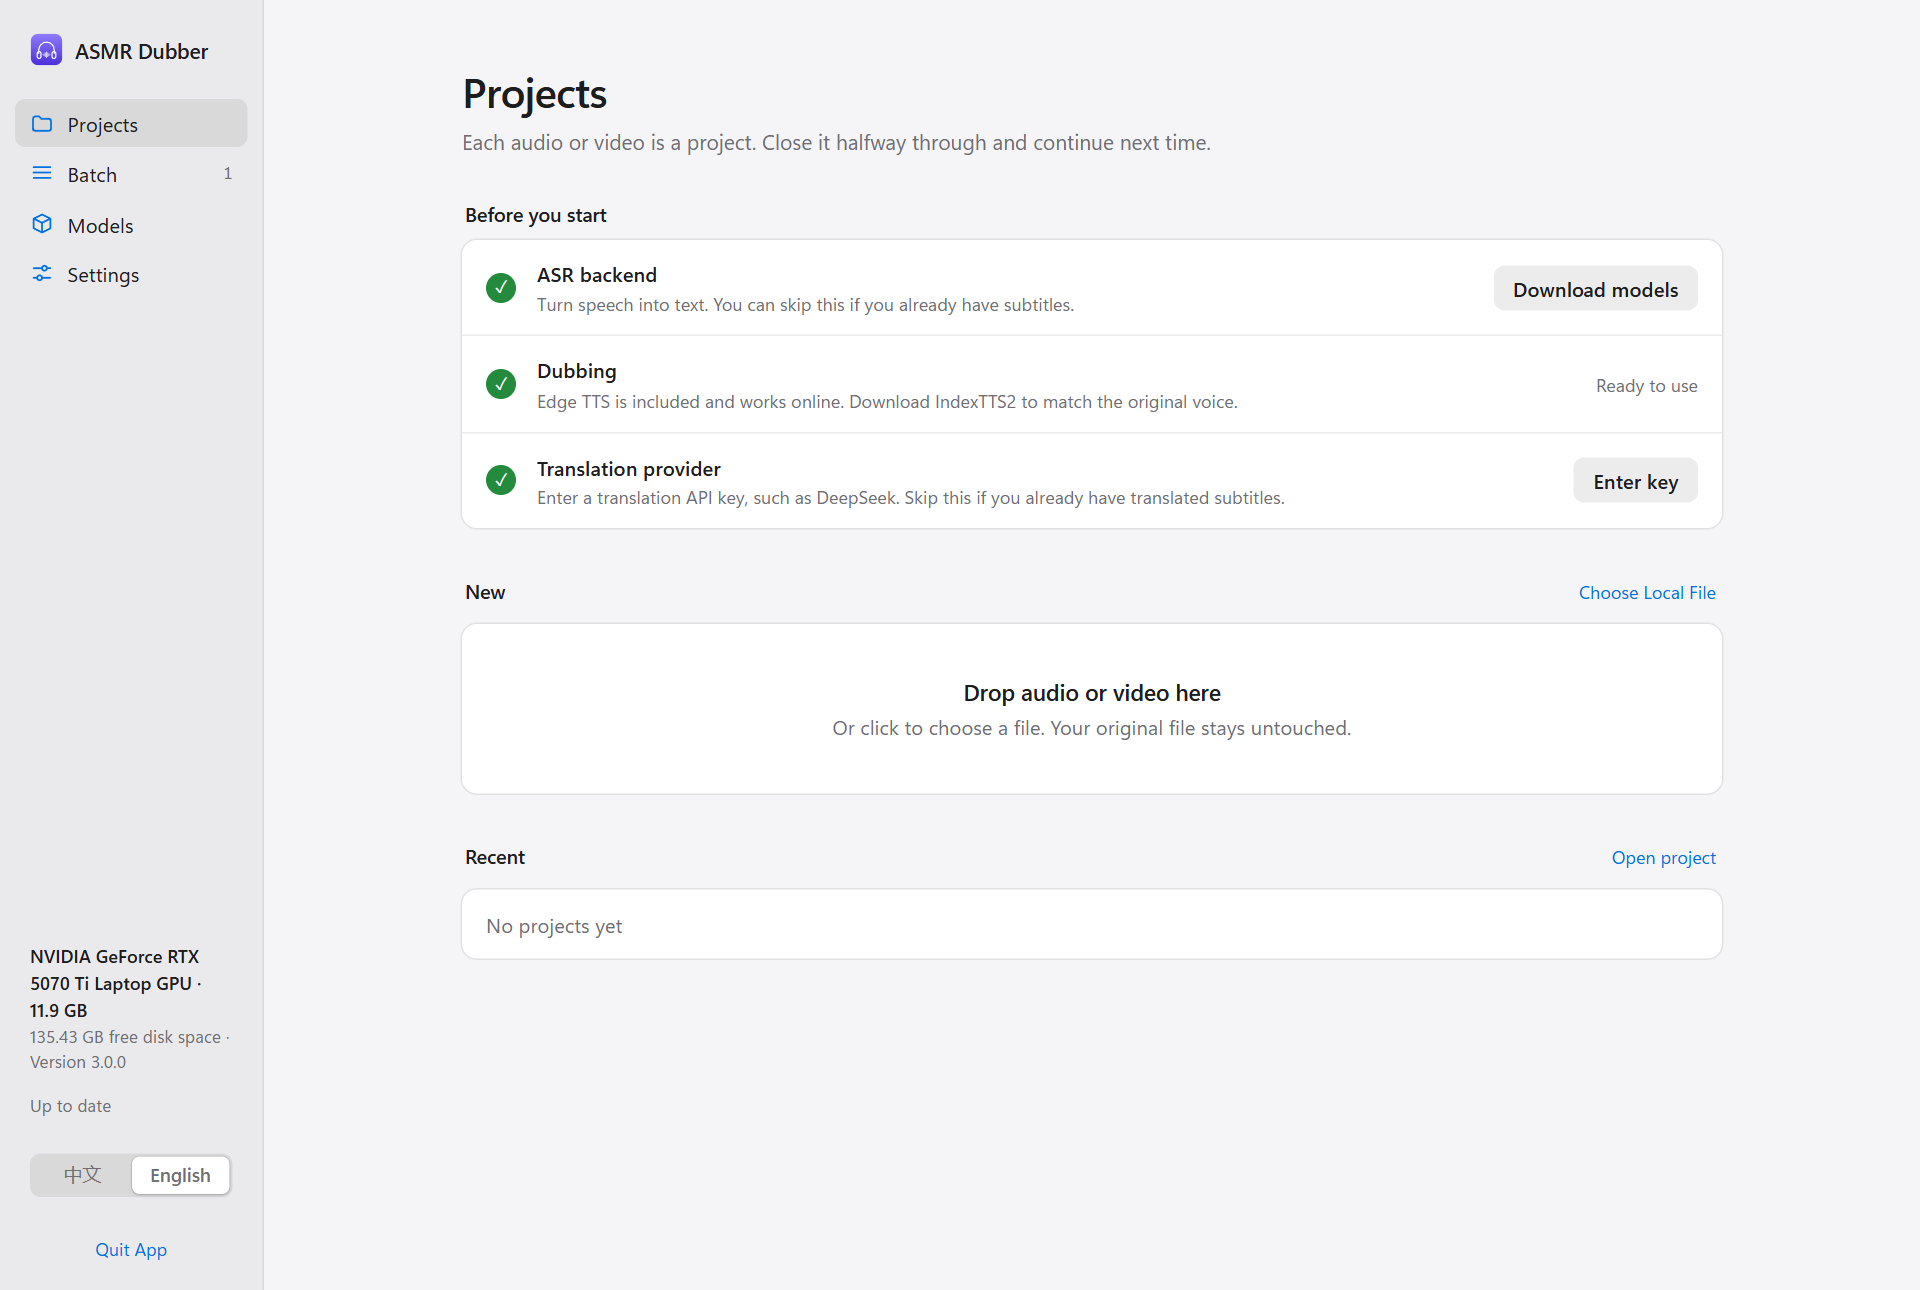 ASMR Dubber
Projects
Batch 1
Models
Settings
NVIDIA GeForce RTX
5070 Ti Laptop GPU ·
11.9 GB
135.43 GB free disk space ·
Version 3.0.0
Up to date
中文 English
Quit App
Projects
Each audio or video is a project. Close it halfway through and continue next time.
Before you start
ASR backend
Turn speech into text. You can skip this if you already have subtitles.
Download models
Dubbing
Edge TTS is included and works online. Download IndexTTS2 to match the original voice.
Ready to use
Translation provider
Enter a translation API key, such as DeepSeek. Skip this if you already have translated subtitles.
Enter key
New
Choose Local File
Drop audio or video here
Or click to choose a file. Your original file stays untouched.
Recent
Open project
No projects yet